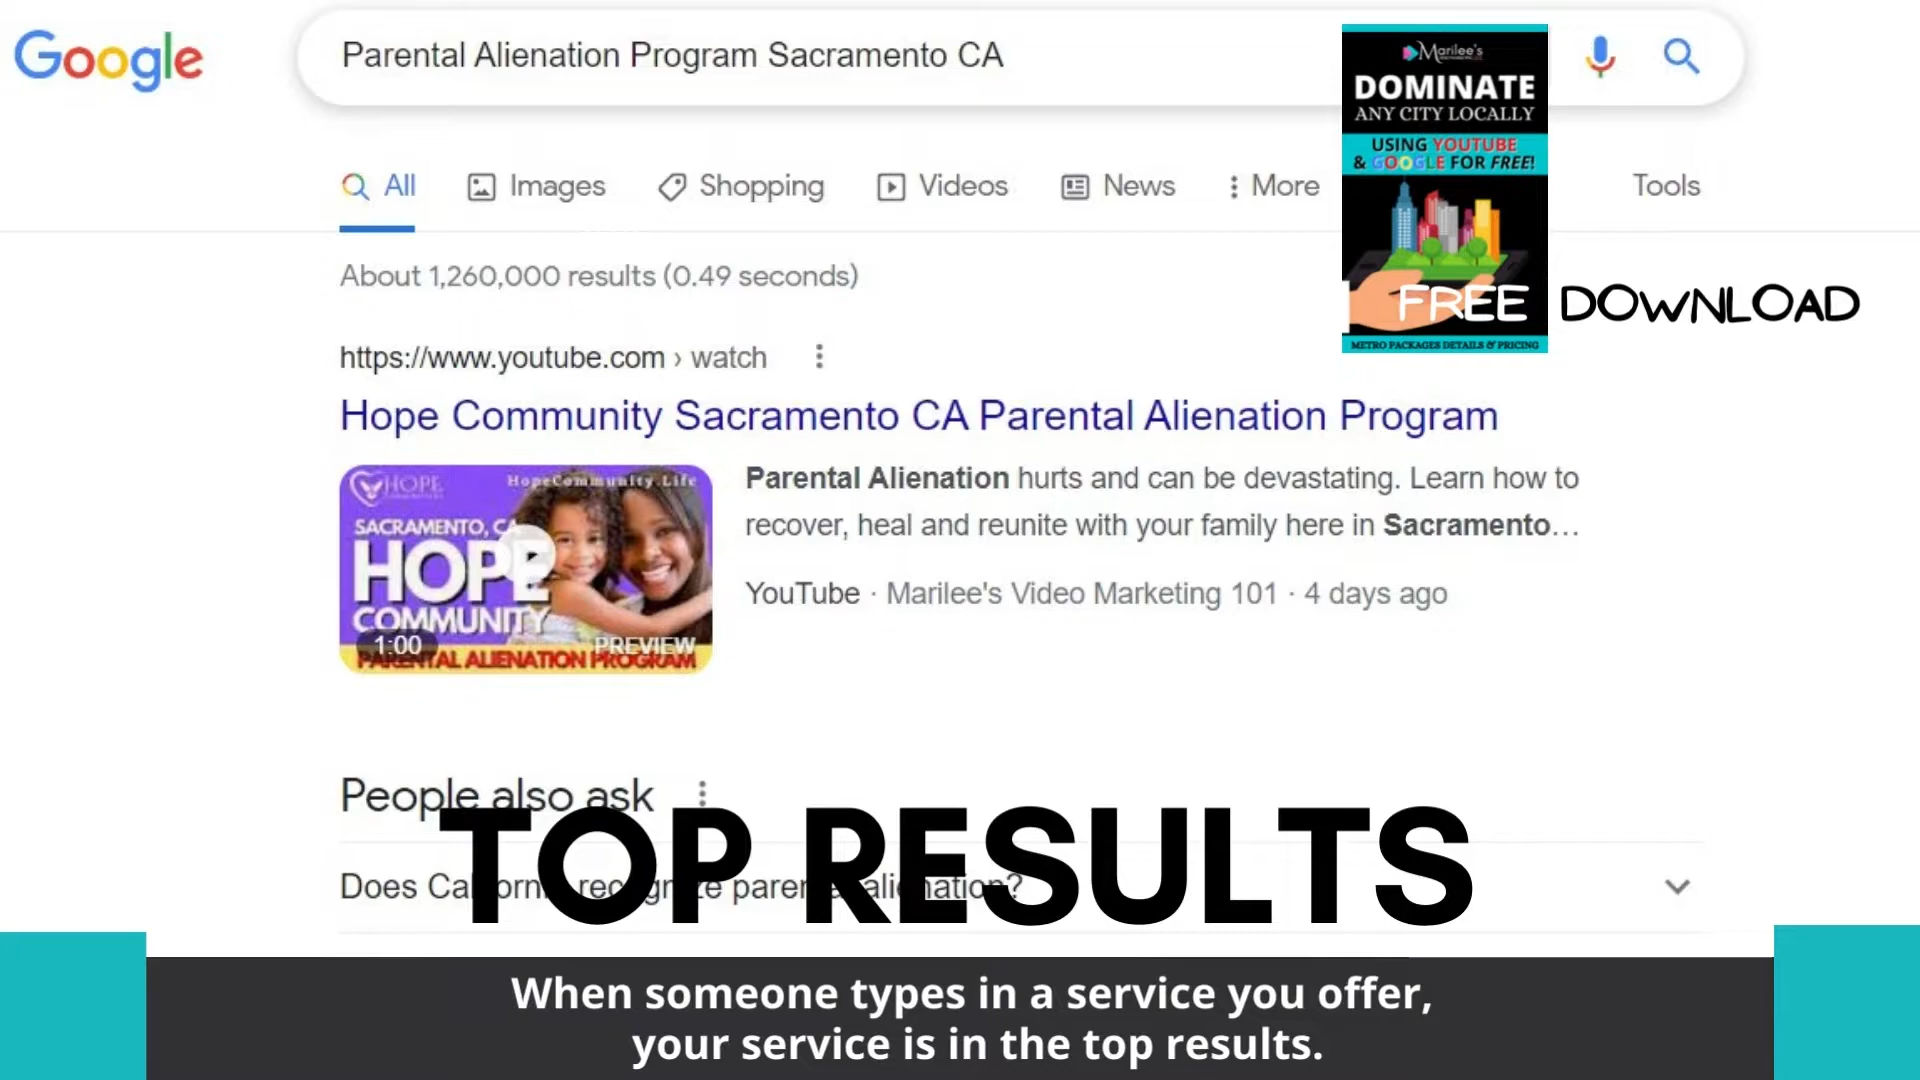 Google
Parental Alienation Program Sacramento CA
Marilee's
DOMINATE
ANY CITY LOCALLY
USING YOUTUBE
& GOOGLE FOR FREE!
FREE DOWNLOAD
METRO PACKAGES DETAILS & PRICING
All Images Shopping Videos News More Tools
About 1,260,000 results (0.49 seconds)
https://www.youtube.com › watch
Hope Community Sacramento CA Parental Alienation Program
HOPE
HopeCommunity.Life
SACRAMENTO, CA
HOPE
COMMUNITY
1:00 PREVIEW
PARENTAL ALIENATION PROGRAM
Parental Alienation hurts and can be devastating. Learn how to
recover, heal and reunite with your family here in Sacramento...
YouTube · Marilee's Video Marketing 101 · 4 days ago
People also ask
TOP RESULTS
Does California recognize parental alienation?
When someone types in a service you offer,
your service is in the top results.